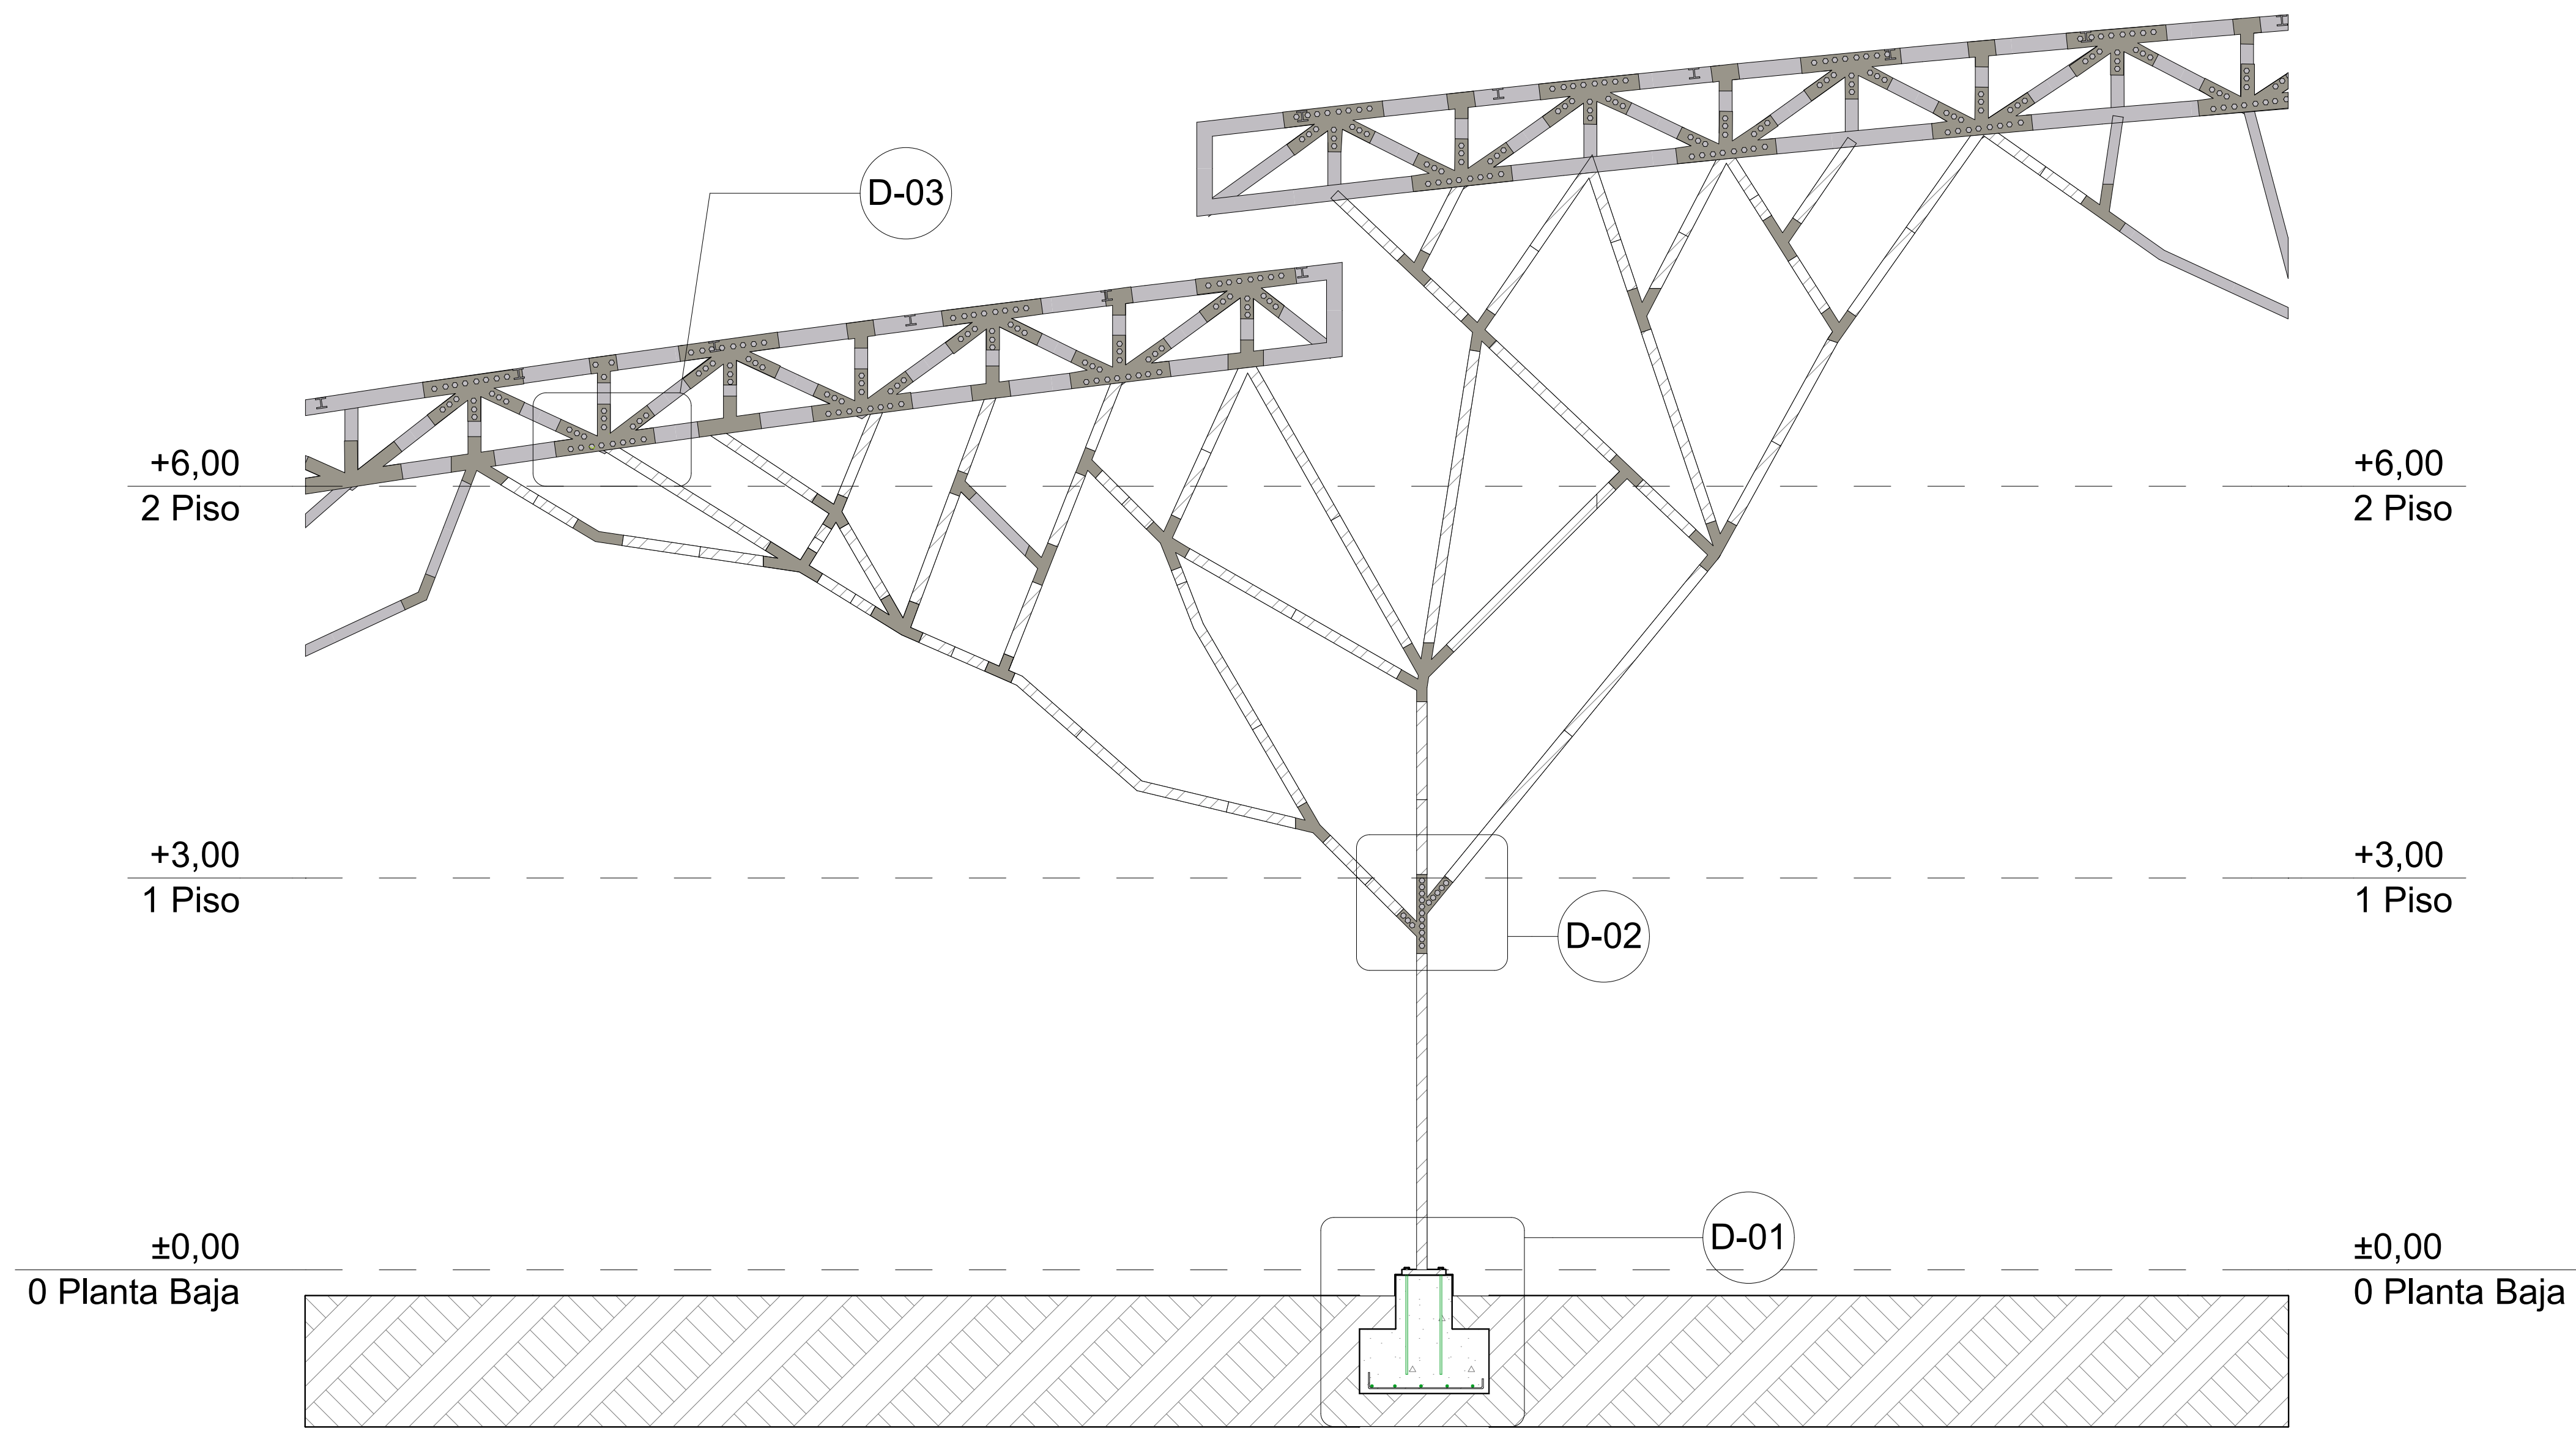 D-03
+6,00
2 Piso
+6,00
2 Piso
+3,00
1 Piso
+3,00
1 Piso
D-02
D-01
±0,00
0 Planta Baja
±0,00
0 Planta Baja